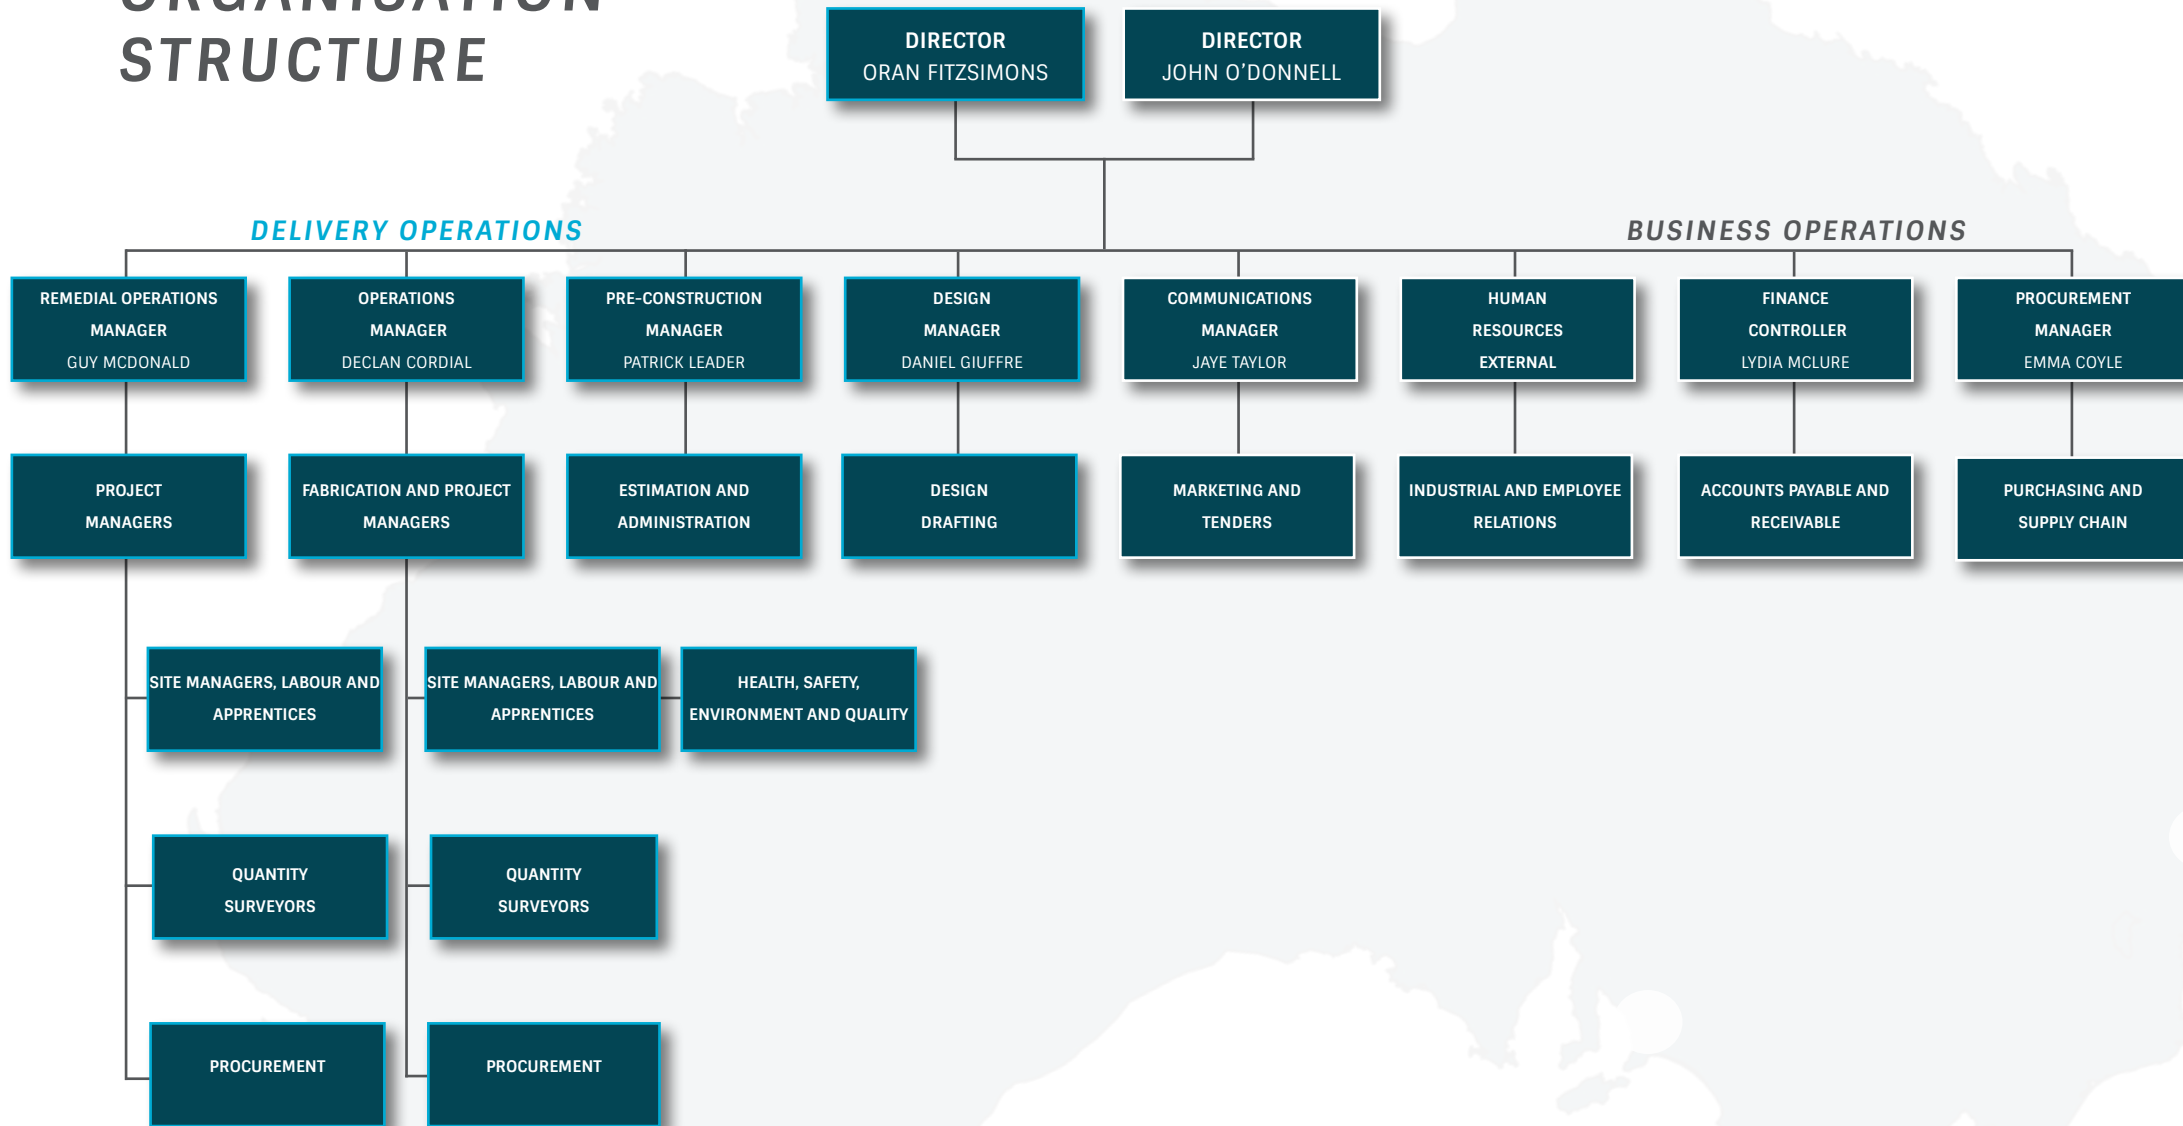 ORGANISATION
STRUCTURE
DIRECTOR
ORAN FITZSIMONS
DIRECTOR
JOHN O'DONNELL
DELIVERY OPERATIONS
BUSINESS OPERATIONS
REMEDIAL OPERATIONS
MANAGER
GUY MCDONALD
OPERATIONS
MANAGER
DECLAN CORDIAL
PRE-CONSTRUCTION
MANAGER
PATRICK LEADER
DESIGN
MANAGER
DANIEL GIUFFRE
COMMUNICATIONS
MANAGER
JAYE TAYLOR
HUMAN
RESOURCES
EXTERNAL
FINANCE
CONTROLLER
LYDIA MCLURE
PROCUREMENT
MANAGER
EMMA COYLE
PROJECT
MANAGERS
FABRICATION AND PROJECT
MANAGERS
ESTIMATION AND
ADMINISTRATION
DESIGN
DRAFTING
MARKETING AND
TENDERS
INDUSTRIAL AND EMPLOYEE
RELATIONS
ACCOUNTS PAYABLE AND
RECEIVABLE
PURCHASING AND
SUPPLY CHAIN
SITE MANAGERS, LABOUR AND
APPRENTICES
SITE MANAGERS, LABOUR AND
APPRENTICES
HEALTH, SAFETY,
ENVIRONMENT AND QUALITY
QUANTITY
SURVEYORS
QUANTITY
SURVEYORS
PROCUREMENT
PROCUREMENT